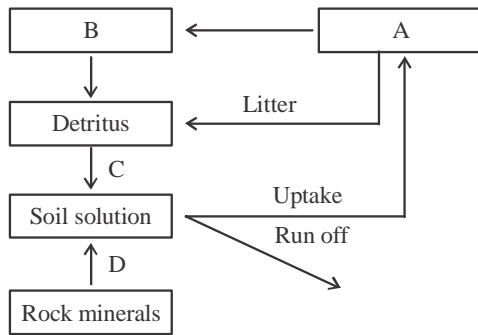 B
A
Litter
Detritus
C
Uptake
Soil solution
Run off
D
Rock minerals